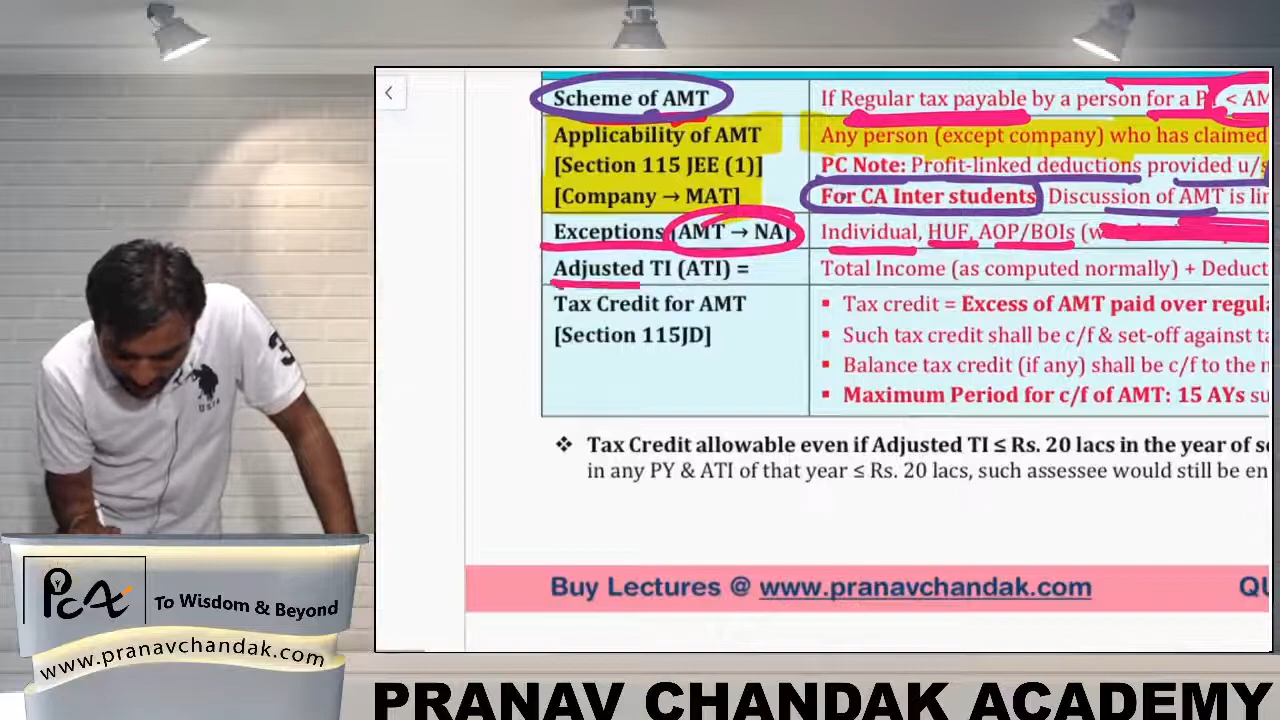 Scheme of AMT
If Regular tax payable by a person for a < AM
Applicability of AMT
Any person (except company) who has claimed
[Section 115 JEE (1)]
PC Note: Profit-linked deductions provided u/s
[Company → MAT]
For CA Inter students Discussion of AMT is li
Exceptions [AMT → NA]
Individual, HUF, AOP/BOIs
Adjusted TI (ATI) =
Total Income (as computed normally) + Deduct
Tax Credit for AMT
▪ Tax credit = Excess of AMT paid over regul
[Section 115JD]
▪ Such tax credit shall be c/f & set-off against
▪ Balance tax credit (if any) shall be c/f to the
▪ Maximum Period for c/f of AMT: 15 AYs
❖ Tax Credit allowable even if Adjusted TI ≤ Rs. 20 lacs in the year of
in any PY & ATI of that year ≤ Rs. 20 lacs, such assessee would still be en
Buy Lectures @ www.pranavchandak.com QU
3
PCA To Wisdom & Beyond
www.pranavchandak.com
PRANAV CHANDAK ACADEMY